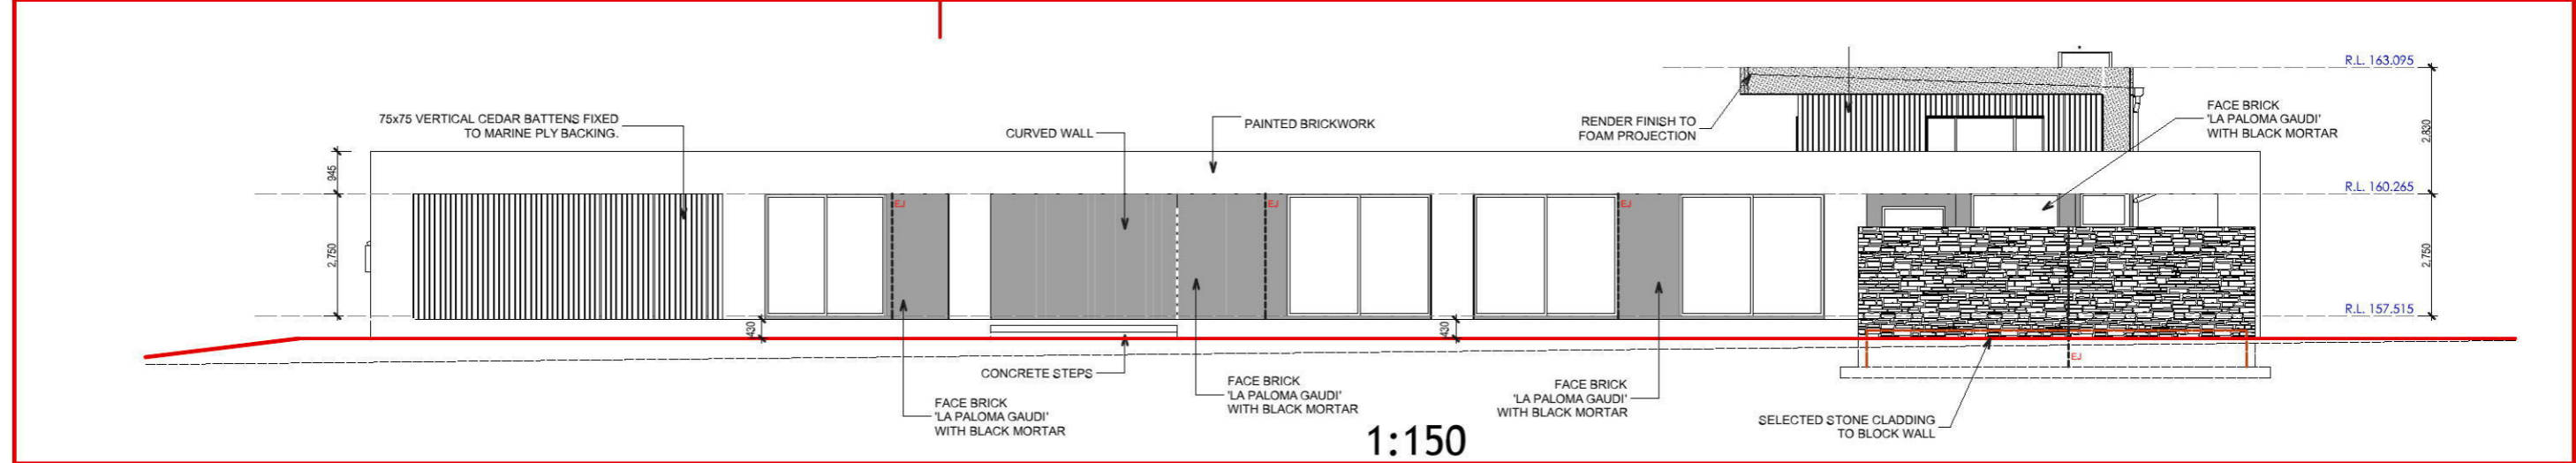 R.L. 163.095
75x75 VERTICAL CEDAR BATTENS FIXED
TO MARINE PLY BACKING.
CURVED WALL
PAINTED BRICKWORK
RENDER FINISH TO
FOAM PROJECTION
FACE BRICK
'LA PALOMA GAUDI'
WITH BLACK MORTAR
2,830
945
R.L. 160.265
EJ
EJ
EJ
2,750
2,750
R.L. 157.515
430
430
EJ
CONCRETE STEPS
FACE BRICK
'LA PALOMA GAUDI'
WITH BLACK MORTAR
FACE BRICK
'LA PALOMA GAUDI'
WITH BLACK MORTAR
FACE BRICK
'LA PALOMA GAUDI'
WITH BLACK MORTAR
SELECTED STONE CLADDING
TO BLOCK WALL
1:150